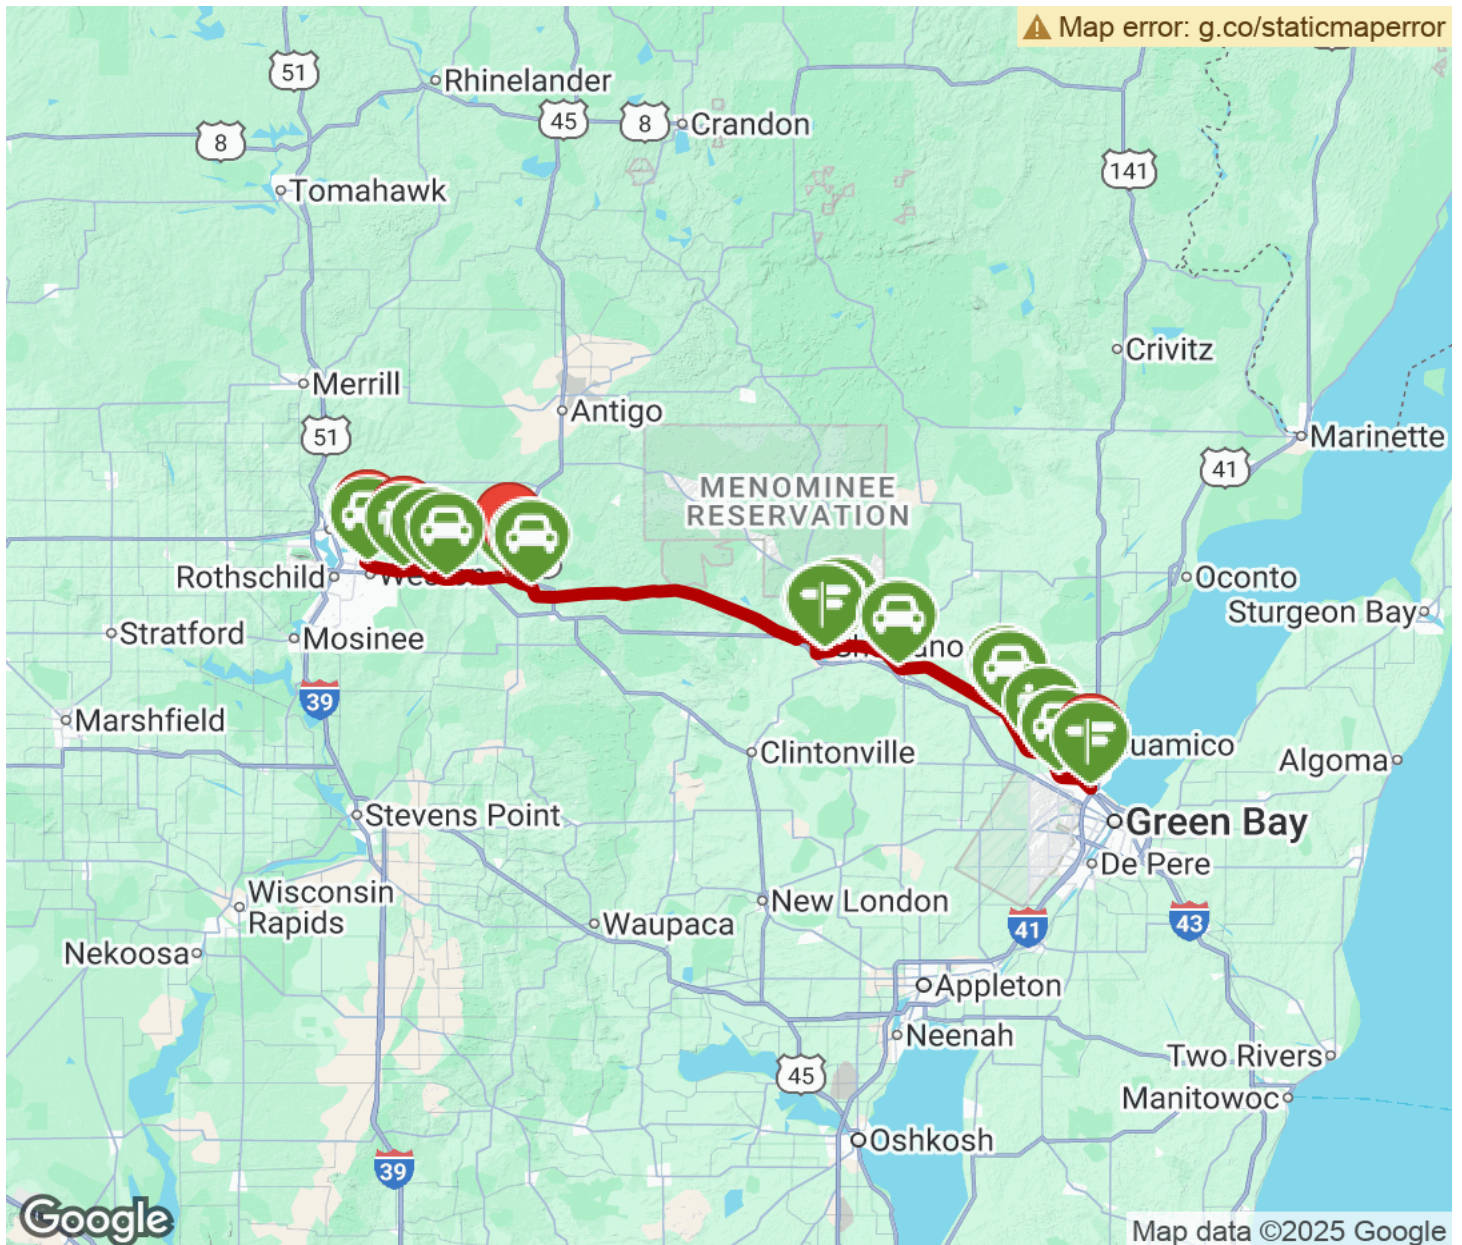 Map error: g.co/staticmaperror
51
Rhinelander
45
8
Crandon
8
141
Tomahawk
Crivitz
Merrill
Antigo
51
Marinette
41
MENOMINEE
RESERVATION
Rothschild
Oconto
Sturgeon Bay
Stratford
Mosinee
39
Marshfield
Clintonville
uamico
Algoma
Stevens Point
Green Bay
De Pere
Wisconsin
Rapids
New London
Waupaca
41
43
Nekoosa
Appleton
Neenah
Two Rivers
45
Manitowoc
Oshkosh
39
Google
Map data ©2025 Google